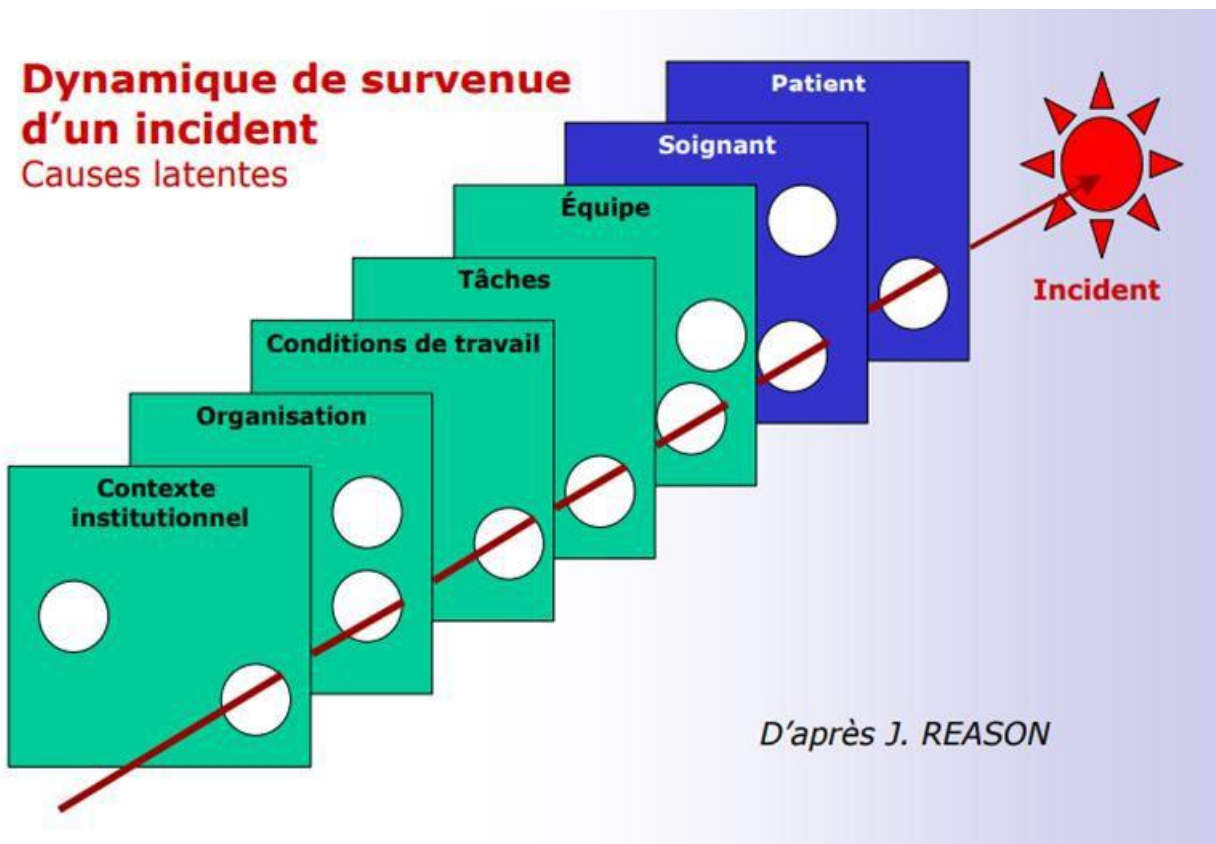 Dynamique de survenue
d'un incident
Causes latentes
Patient
Soignant
Équipe
Tâches
Conditions de travail
Organisation
Contexte
institutionnel
Incident
D'après J. REASON